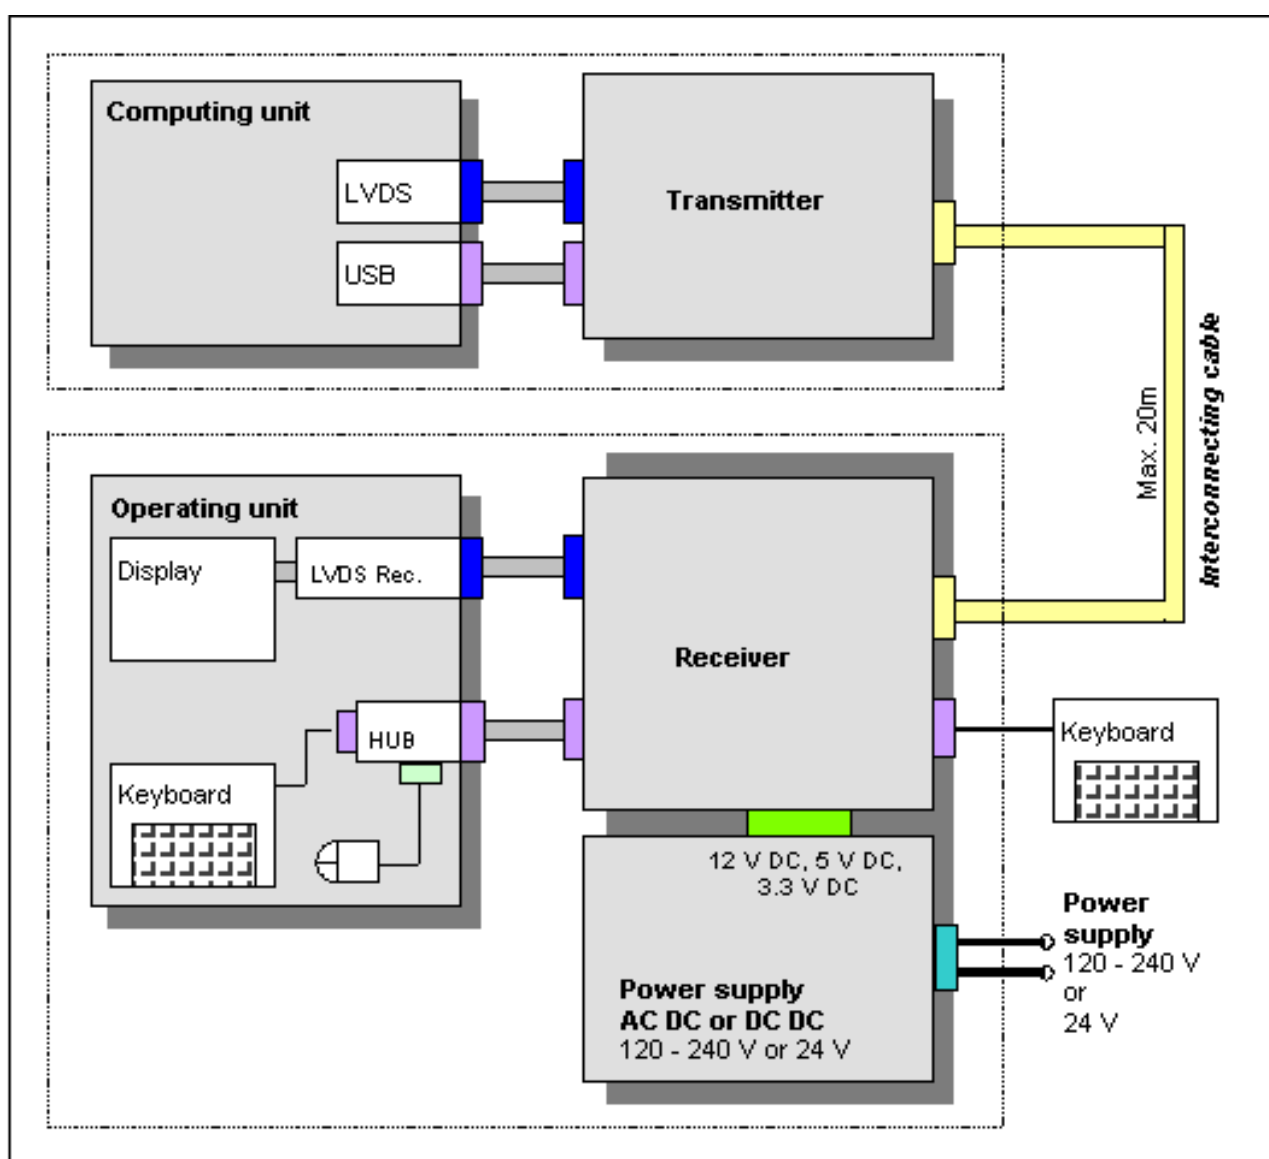 Computing unit
LVDS
USB
Transmitter
Max. 20m
Interconnecting cable
Operating unit
Display
LVDS Rec.
HUB
Keyboard
Receiver
Keyboard
12 V DC, 5 V DC,
3.3 V DC
Power supply
AC DC or DC DC
120 - 240 V or 24 V
Power
supply
120 - 240 V
or
24 V